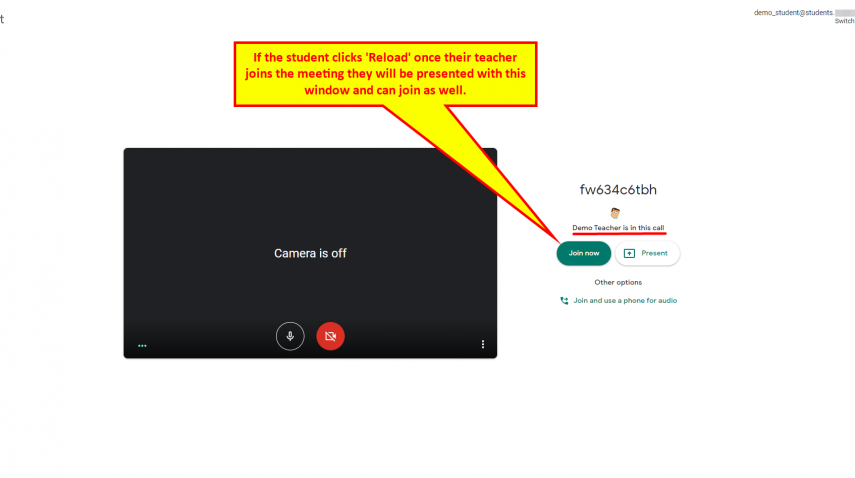 t
demo_student@students.
Switch
If the student clicks 'Reload' once their teacher
joins the meeting they will be presented with this
window and can join as well.
fw634c6tbh
Demo Teacher is in this call
Camera is off
Join now
Present
Other options
Join and use a phone for audio